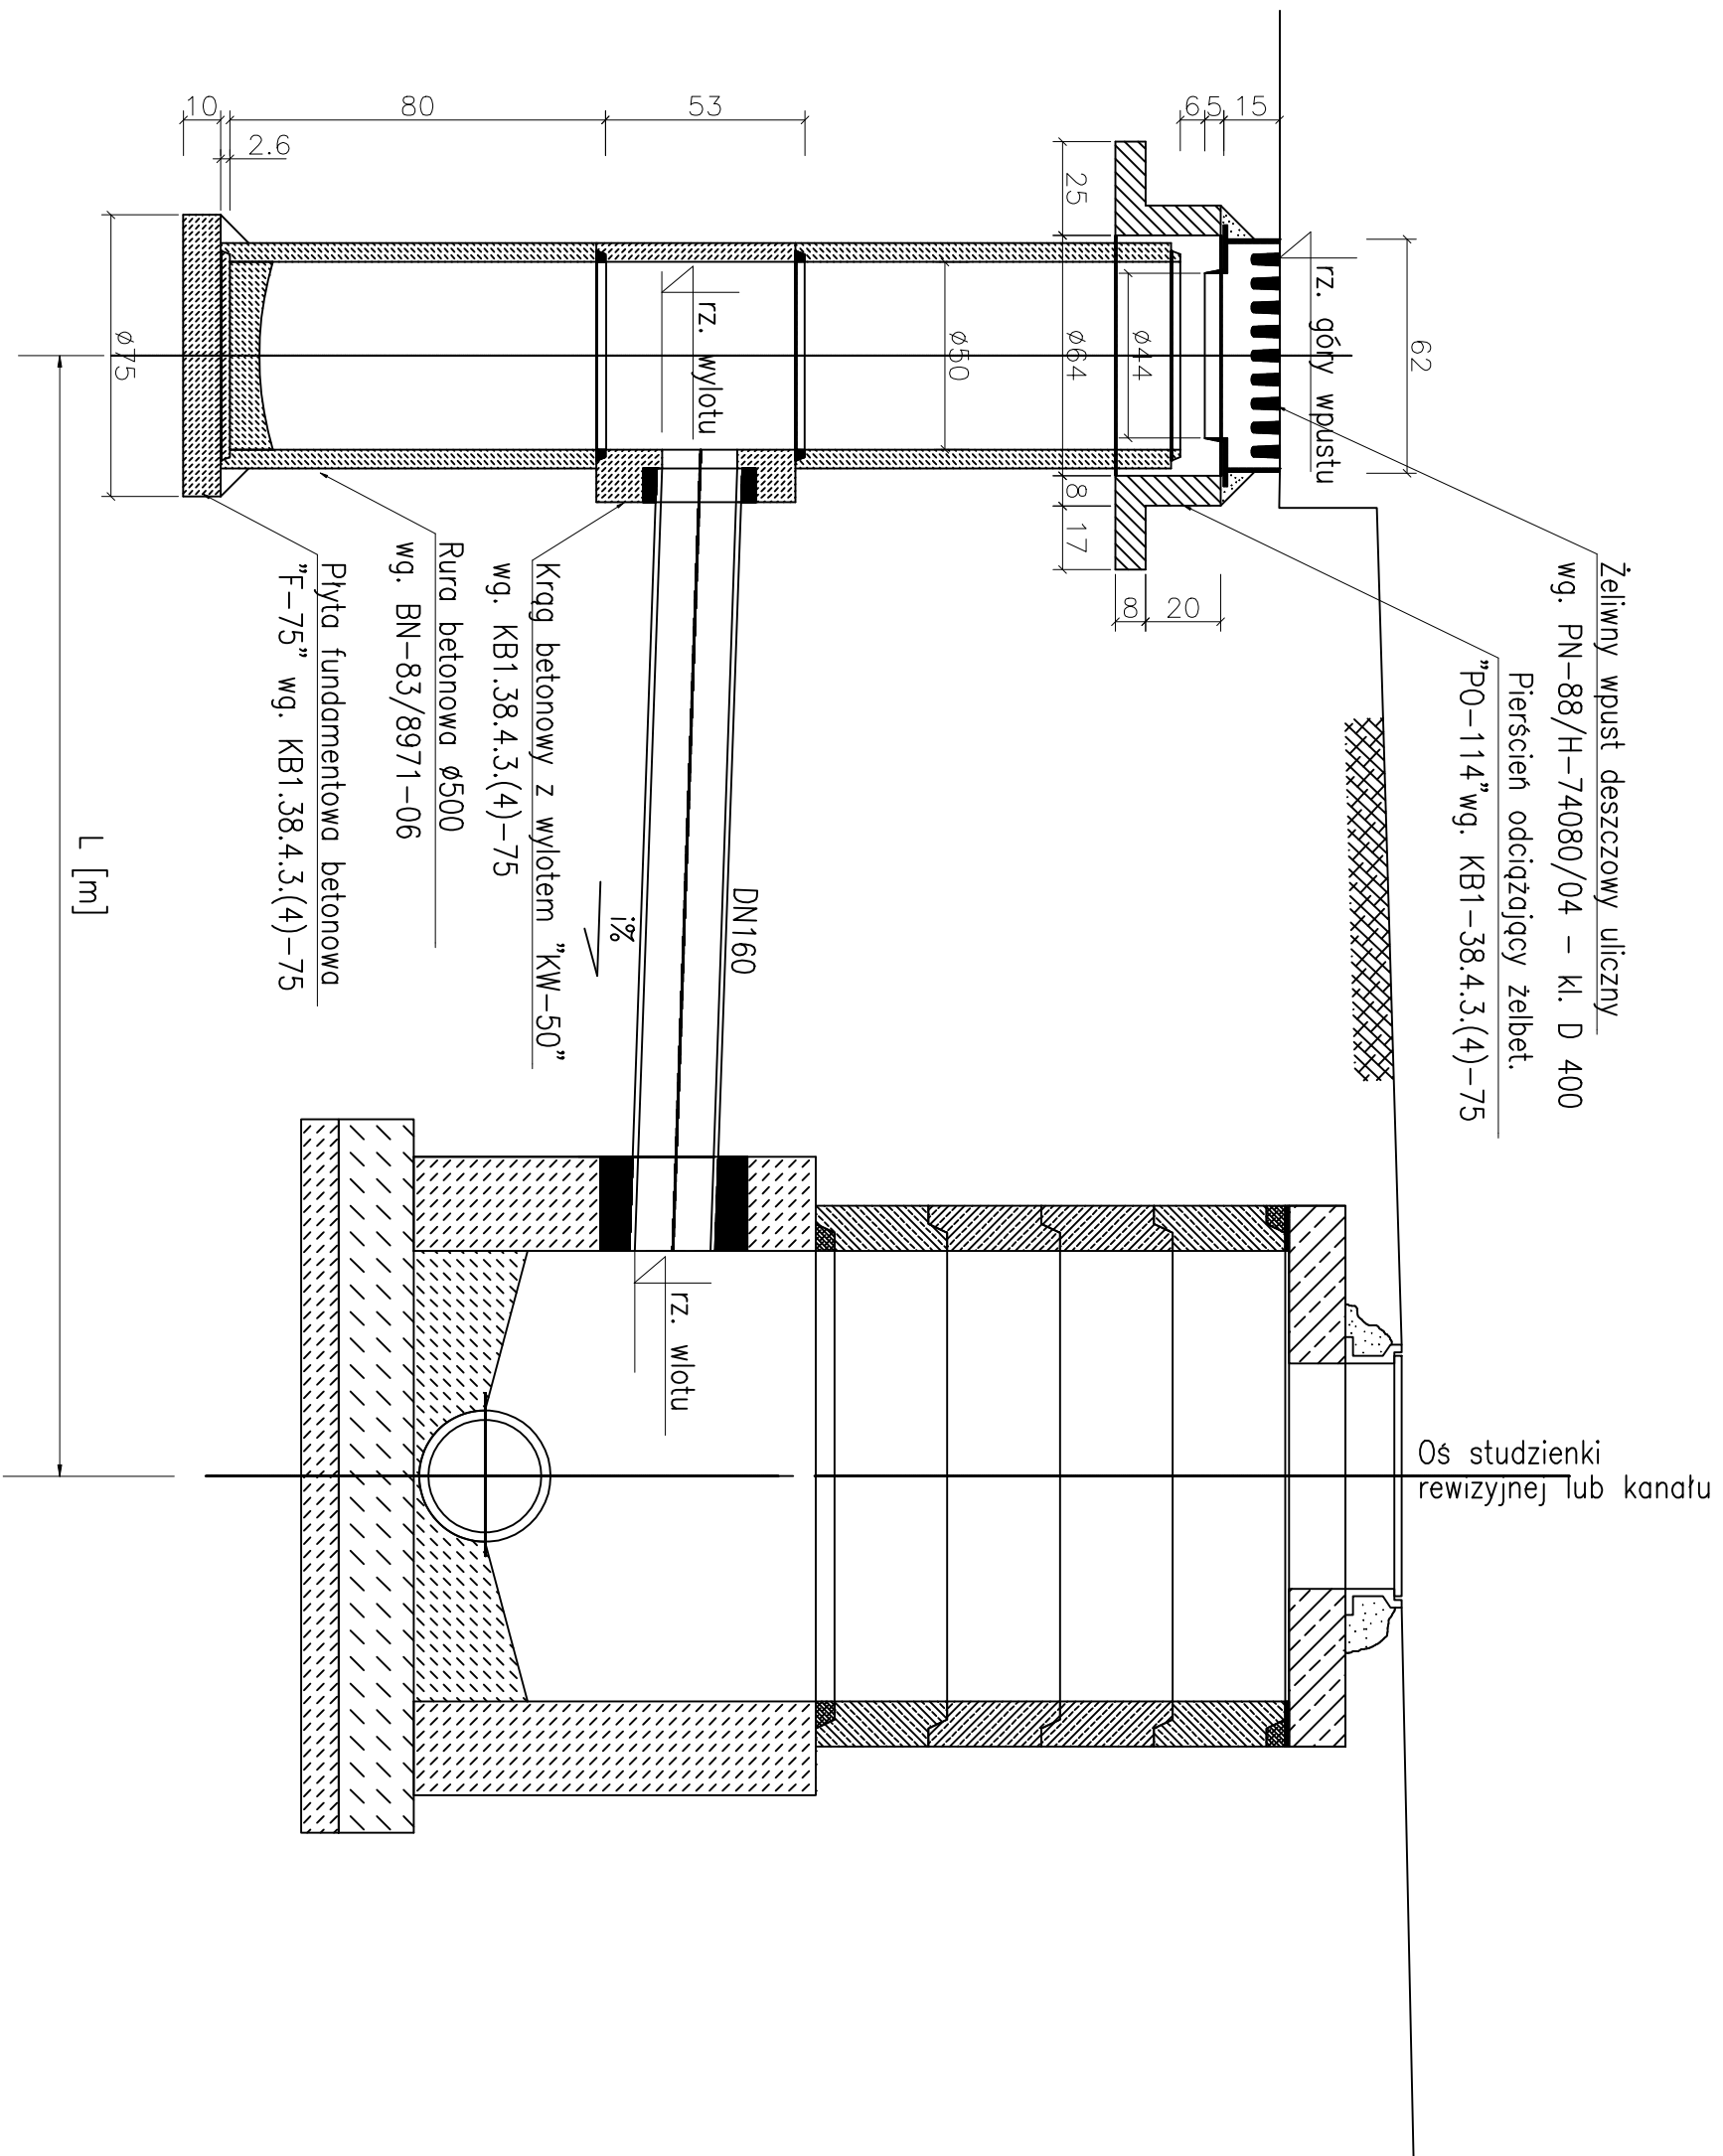 Żeliwny wpust deszczowy uliczny
wg. PN-88/H-74080/04 - kl. D 400
Pierścień odciążający żelbet.
"PO-114"wg. KB1-38.4.3.(4)-75
62
rz. góry wpustu
15
5
6
ø44
ø64
25
8
17
20
8
ø50
53
80
10
2.6
rz. wylotu
DN160
i%
Krąg betonowy z wylotem "KW-50"
wg. KB1.38.4.3.(4)-75
Rura betonowa ø500
wg. BN-83/8971-06
Płyta fundamentowa betonowa
"F-75" wg. KB1.38.4.3.(4)-75
ø75
L [m]
rz. wlotu
Oś studzienki
rewizyjnej lub kanału